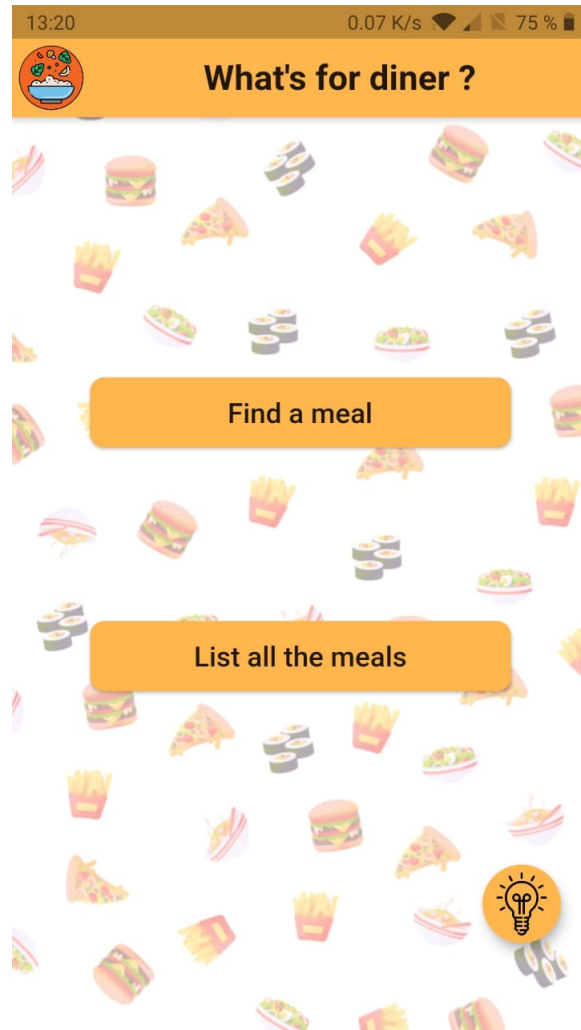 13:20
0.07 K/s
75 %
What's for diner ?
Find a meal
List all the meals